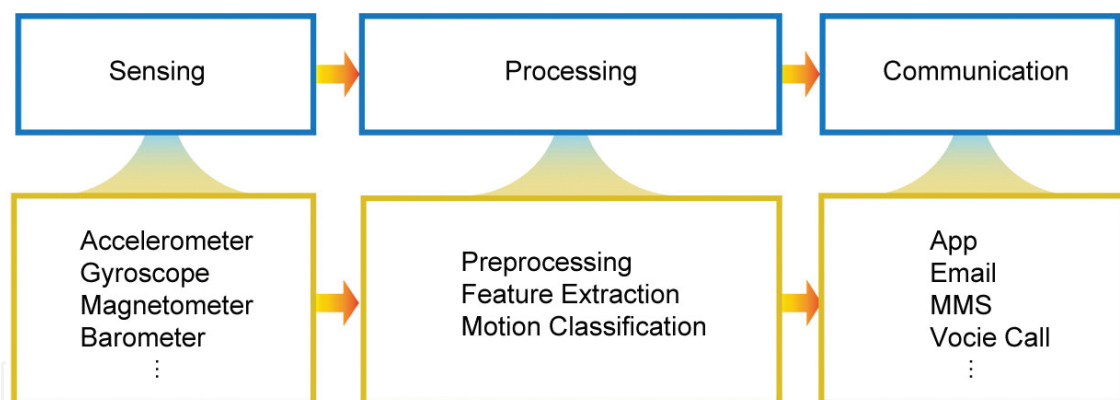 Sensing
Processing
Communication
Accelerometer
Gyroscope
Magnetometer
Barometer
⋮
Preprocessing
Feature Extraction
Motion Classification
App
Email
MMS
Vocie Call
⋮